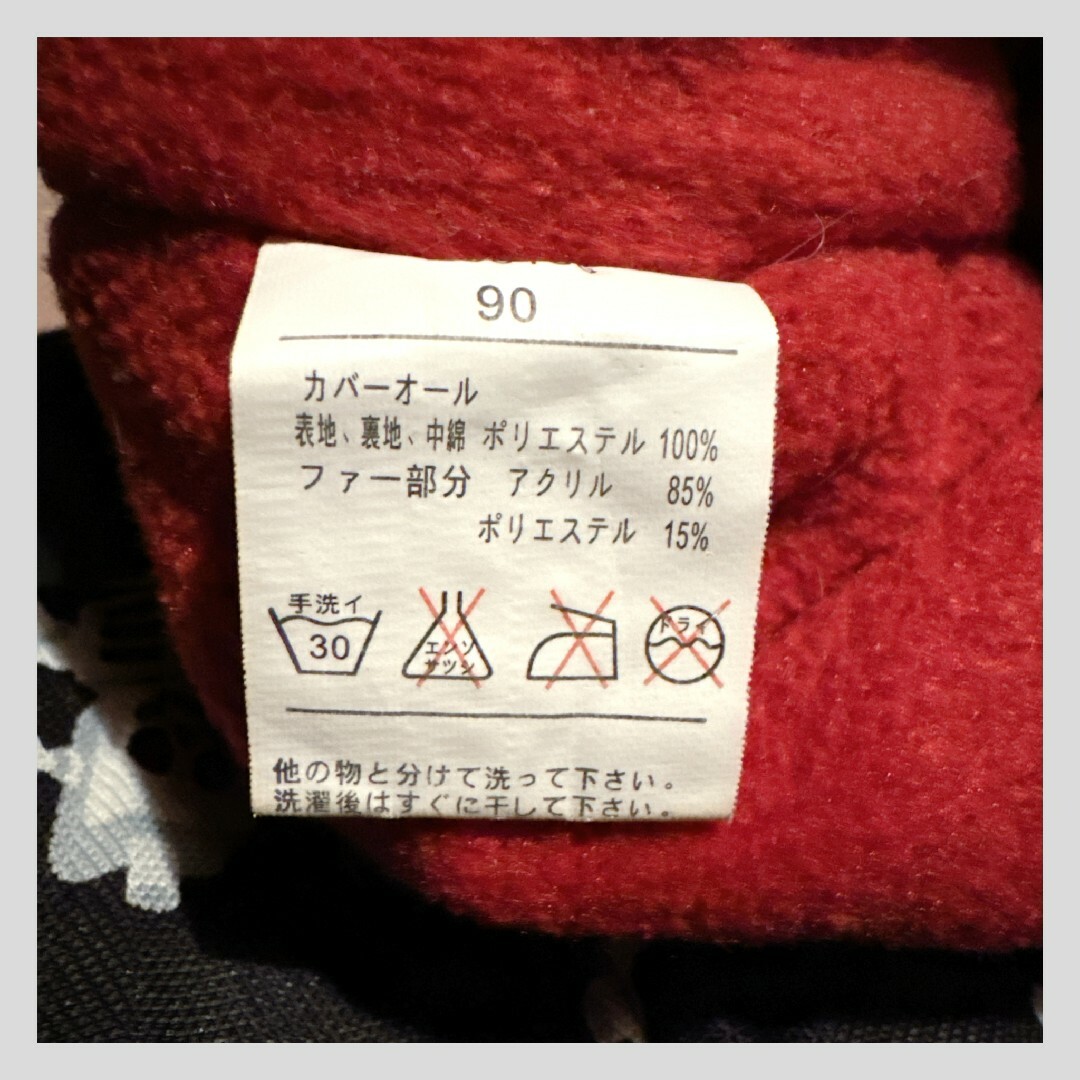 90
カバーオール
表地、裏地、中綿 ポリエステル 100%
ファー部分 アクリル 85%
ポリエステル 15%
手洗イ
30
エンソ
サツシ
ドライ
他の物と分けて洗って下さい。
洗濯後はすぐに干して下さい。